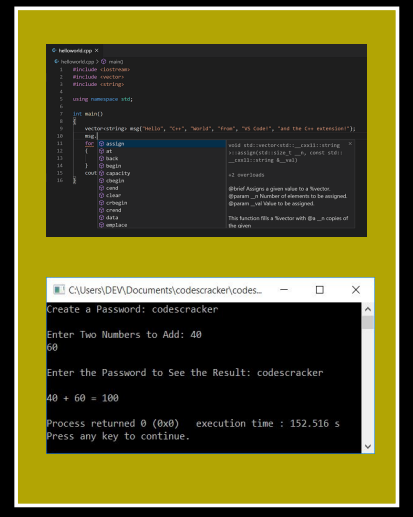 helloworld.cpp ×
helloworld.cpp > main()
1 #include <iostream>
2 #include <vector>
3 #include <string>
4
5 using namespace std;
6
7 int main()
8 {
9 vector<string> msg{"Hello", "C++", "World", "from", "VS Code!", "and the C++ extension!"};
10 msg.
11 for assign
12 at
13 back
14 } begin
15 cout capacity
16 } cbegin
cend
clear
crbegin
crend
data
emplace
void std::vector<std::__cxx11::string
>::assign(std::size_t __n, const std::
__cxx11::string &__val)
+2 overloads
@brief Assigns a given value to a %vector.
@param __n Number of elements to be assigned.
@param __val Value to be assigned.
This function fills a %vector with @a __n copies of
the given
C:\Users\DEV\Documents\codescracker\codes...
Create a Password: codescracker
Enter Two Numbers to Add: 40
60
Enter the Password to See the Result: codescracker
40 + 60 = 100
Process returned 0 (0x0) execution time : 152.516 s
Press any key to continue.